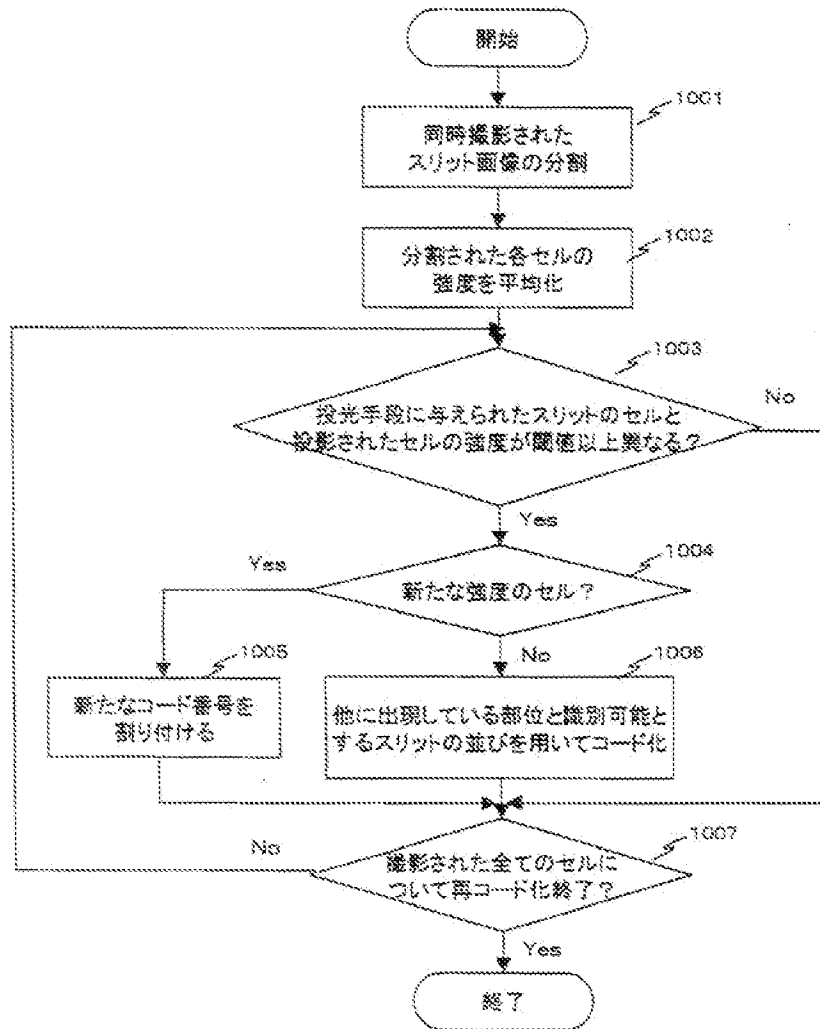 開始
1001
同時撮影された
スリット画像の分割
1002
分割された各セルの
強度を平均化
1003
No
投光手段に与えられたスリットのセルと
投影されたセルの強度が閾値以上異なる？
Yes
1004
Yes
新たな強度のセル？
No
1005
1006
新たなコード番号を
割り付ける
他に出現している部位と識別可能と
するスリットの並びを用いてコード化
1007
No
撮影された全てのセルに
ついて再コード化終了？
Yes
終了